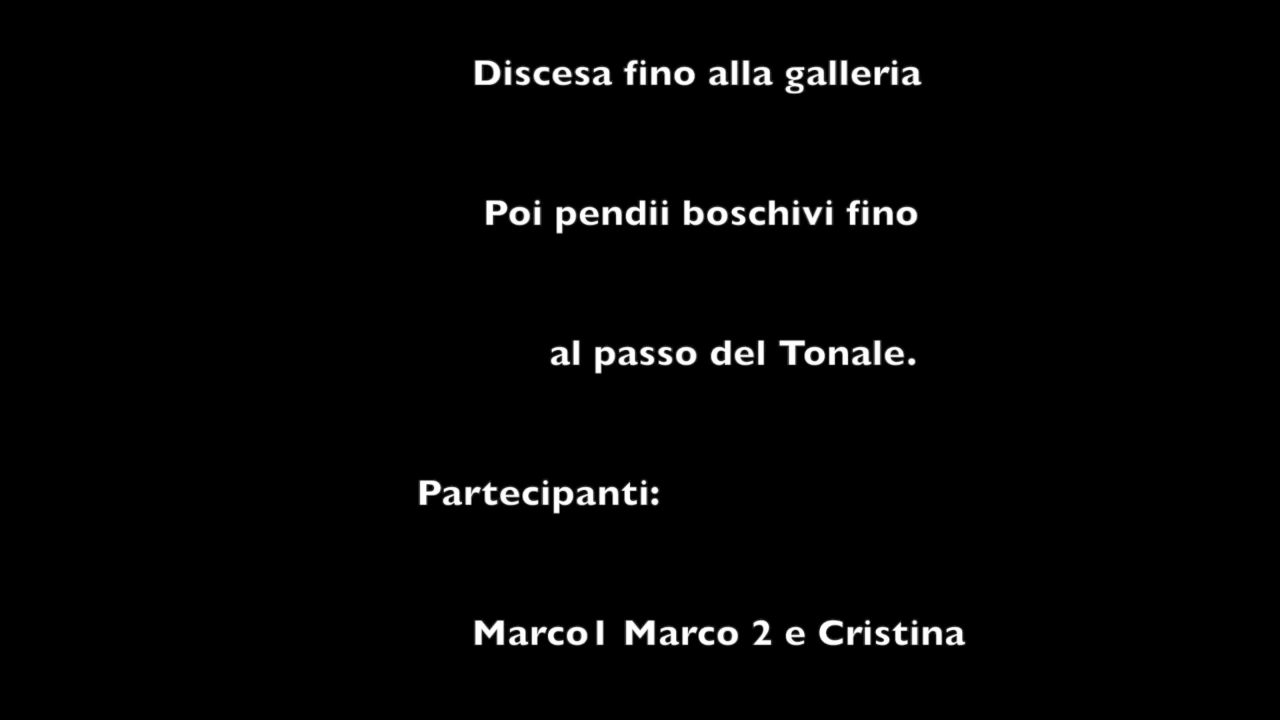 Discesa fino alla galleria
Poi pendii boschivi fino
al passo del Tonale.
Partecipanti:
Marco1 Marco 2 e Cristina